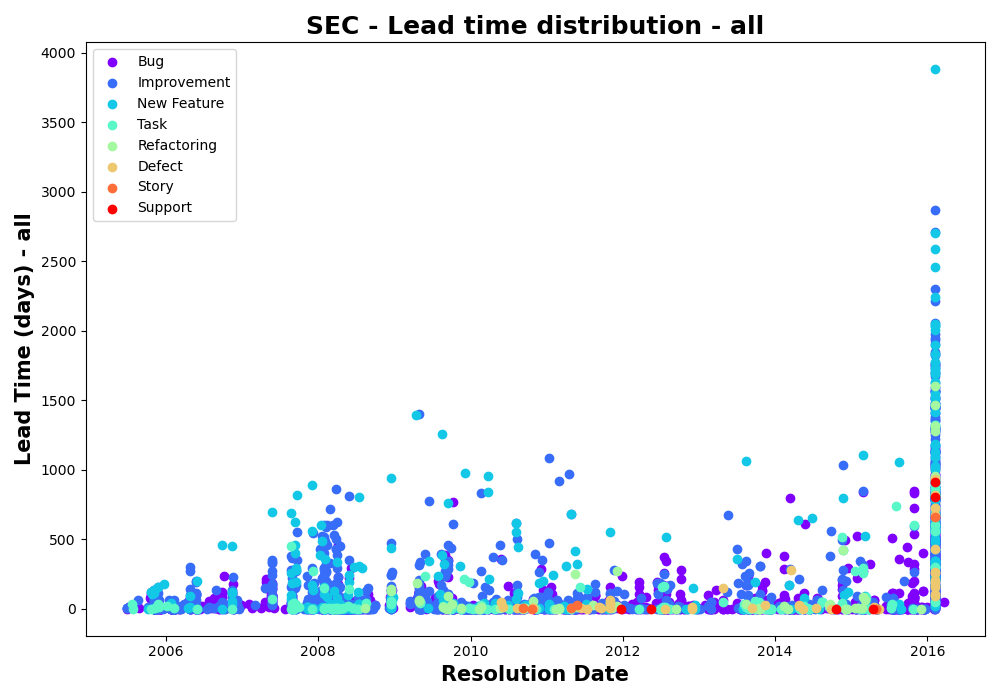 SEC - Lead time distribution - all
Lead Time (days) - all
4000
3500
3000
2500
2000
1500
1000
500
0
Bug
Improvement
New Feature
Task
Refactoring
Defect
Story
Support
2006
2008
2010
2012
2014
2016
Resolution Date